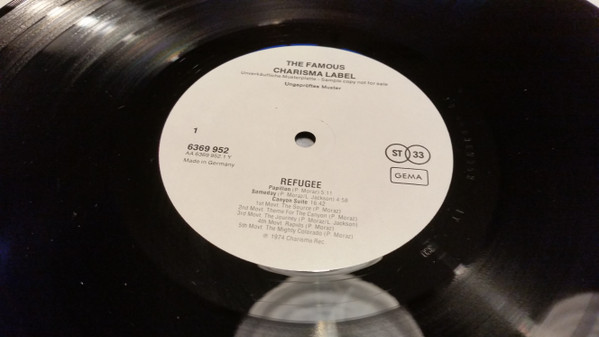 THE FAMOUS
CHARISMA LABEL
Unverkäufliche Musterplatte - Sample copy not for sale
Ungeprüftes Muster
1
6369 952
AA 6369 952.1 Y
Made in Germany
ST 33
GEMA
REFUGEE
Papillon (P. Moraz) 5:11
Someday (P. Moraz/L. Jackson) 4:58
Canyon Suite 16:42
1st Movt. The Source (P. Moraz)
2nd Movt. Theme For The Canyon (P. Moraz)
3rd Movt. The Journey (P. Moraz/L. Jackson)
4th Movt. Rapids (P. Moraz)
5th Movt. The Mighty Colorado (P. Moraz)
℗ 1974 Charisma Rec.